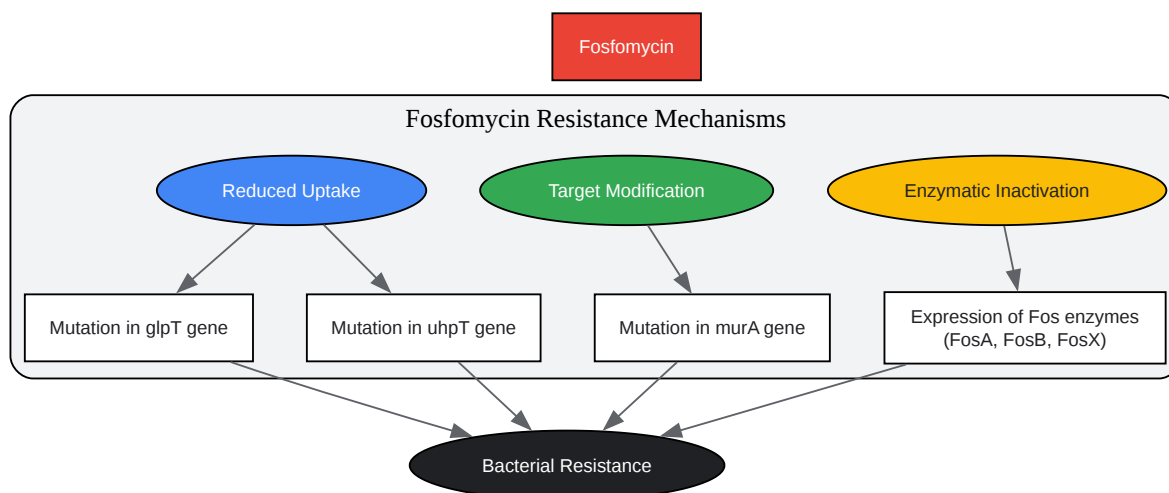 Fosfomycin
Fosfomycin Resistance Mechanisms
Reduced Uptake
Target Modification
Enzymatic Inactivation
Mutation in glpT gene
Mutation in uhpT gene
Mutation in murA gene
Expression of Fos enzymes
(FosA, FosB, FosX)
Bacterial Resistance